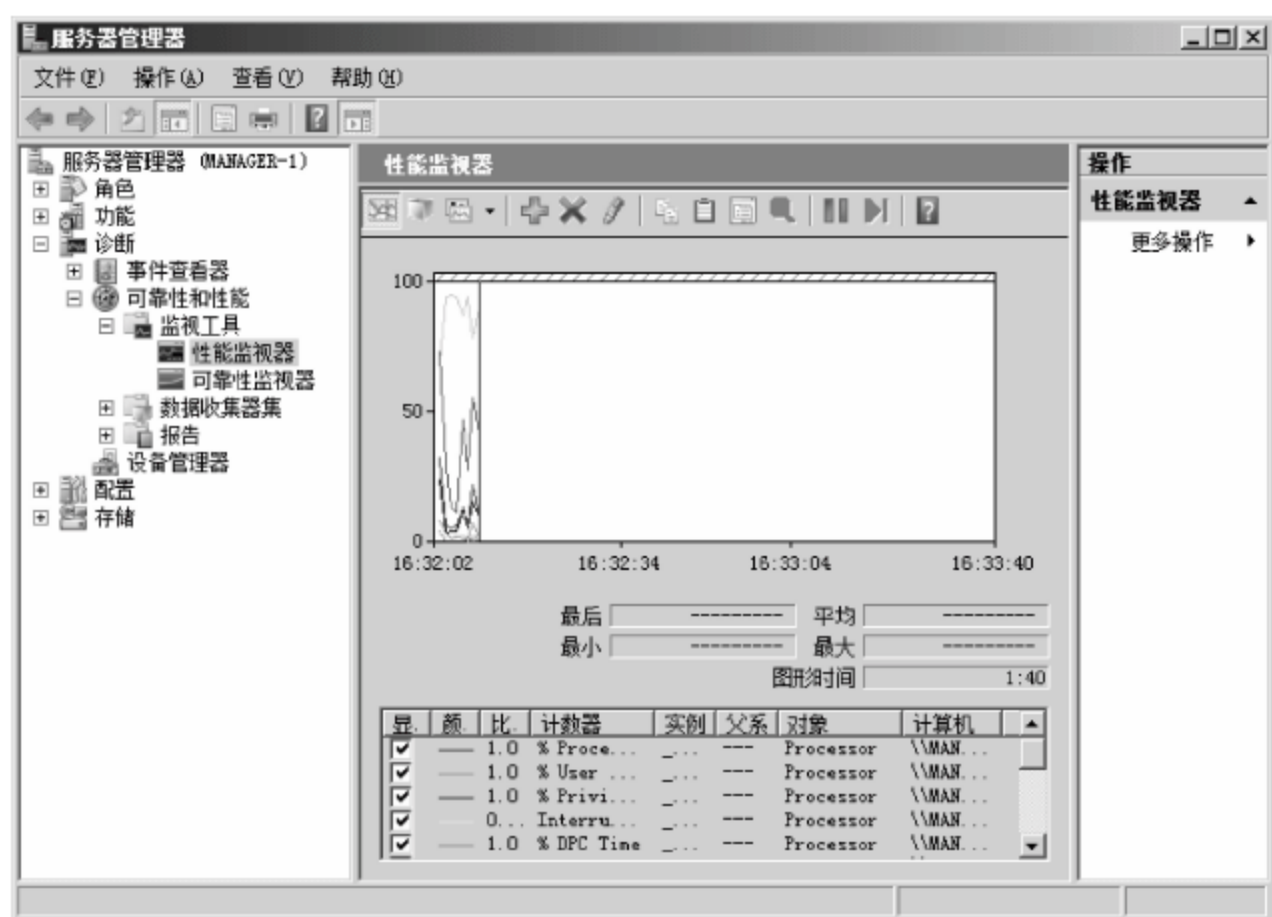 服务器管理器
文件(F) 操作(A) 查看(V) 帮助(H)
服务器管理器 (MANAGER-1)
角色
功能
诊断
事件查看器
可靠性和性能
监视工具
性能监视器
可靠性监视器
数据收集器集
报告
设备管理器
配置
存储
性能监视器
100
50
0
16:32:02 16:32:34 16:33:04 16:33:40
最后 --------- 平均 ---------
最小 --------- 最大 ---------
图形时间 1:40
显. 颜. 比. 计数器 实例 父系 对象 计算机
1.0 % Proce... _... --- Processor \\MAN...
1.0 % User ... _... --- Processor \\MAN...
1.0 % Privi... _... --- Processor \\MAN...
0... Interru... _... --- Processor \\MAN...
1.0 % DPC Time _... --- Processor \\MAN...
操作
性能监视器
更多操作